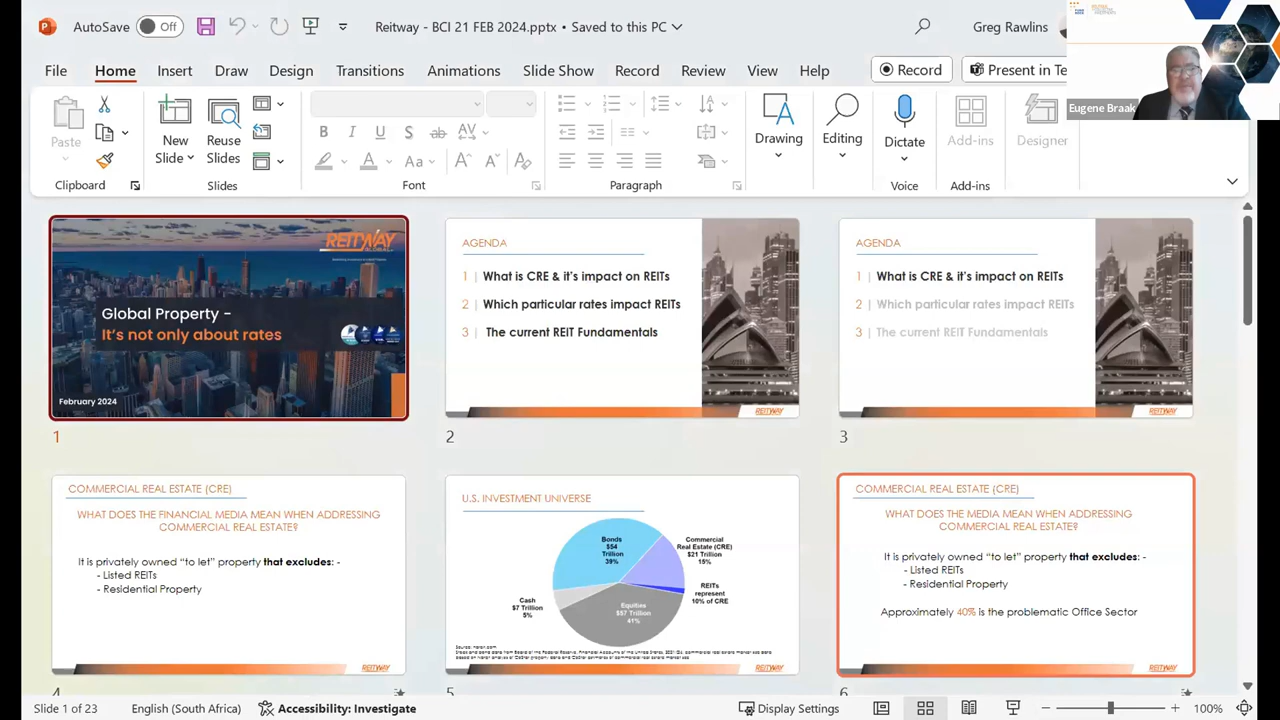 AutoSave
Off
Reitway - BCI 21 FEB 2024.pptx • Saved to this PC
Greg Rawlins
Eugene Braak
File Home Insert Draw Design Transitions Animations Slide Show Record Review View Help
Record
Present in Te
Paste
New Slide
Reuse Slides
Drawing
Editing
Dictate
Add-ins
Designer
Clipboard
Slides
Font
Paragraph
Voice
Add-ins
REITWAY
GLOBAL
Global Property -
It's not only about rates
February 2024
1
AGENDA
1 | What is CRE & it's impact on REITs
2 | Which particular rates impact REITs
3 | The current REIT Fundamentals
REITWAY
2
AGENDA
1 | What is CRE & it's impact on REITs
2 | Which particular rates impact REITs
3 | The current REIT Fundamentals
REITWAY
3
COMMERCIAL REAL ESTATE (CRE)
WHAT DOES THE FINANCIAL MEDIA MEAN WHEN ADDRESSING
COMMERCIAL REAL ESTATE?
It is privately owned "to let" property that excludes: -
- Listed REITs
- Residential Property
REITWAY
4
U.S. INVESTMENT UNIVERSE
Bonds
$54
Trillion
39%
Commercial
Real Estate (CRE)
$21 Trillion
15%
REITs
represent
10% of CRE
Cash
$7 Trillion
5%
Equities
$57 Trillion
41%
REITWAY
5
COMMERCIAL REAL ESTATE (CRE)
WHAT DOES THE MEDIA MEAN WHEN ADDRESSING
COMMERCIAL REAL ESTATE?
It is privately owned "to let" property that excludes: -
- Listed REITs
- Residential Property
Approximately 40% is the problematic Office Sector
REITWAY
6
Slide 1 of 23
English (South Africa)
Accessibility: Investigate
Display Settings
100%